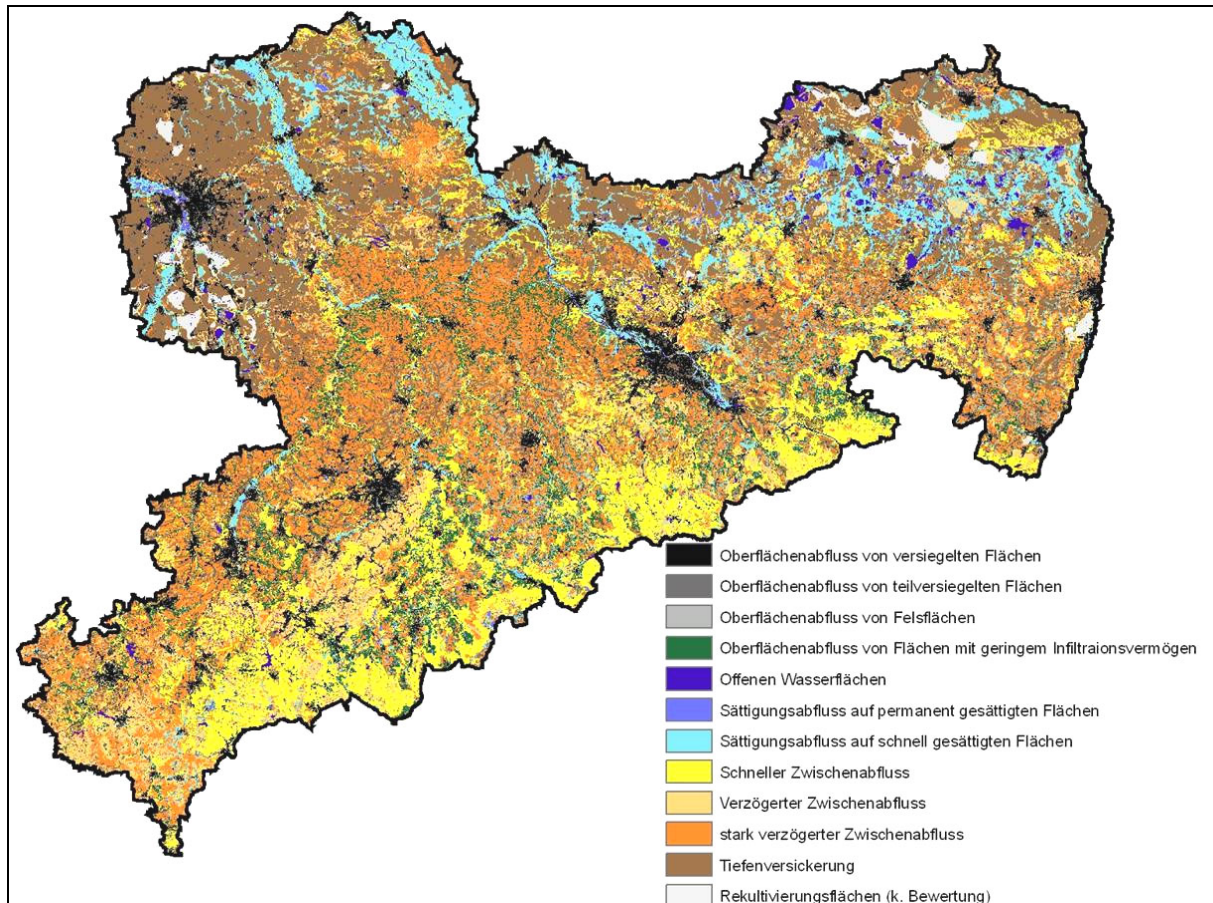 Oberflächenabfluss von versiegelten Flächen
Oberflächenabfluss von teilversiegelten Flächen
Oberflächenabfluss von Felsflächen
Oberflächenabfluss von Flächen mit geringem Infiltraionsvermögen
Offenen Wasserflächen
Sättigungsabfluss auf permanent gesättigten Flächen
Sättigungsabfluss auf schnell gesättigten Flächen
Schneller Zwischenabfluss
Verzögerter Zwischenabfluss
stark verzögerter Zwischenabfluss
Tiefenversickerung
Rekultivierungsflächen (k. Bewertung)